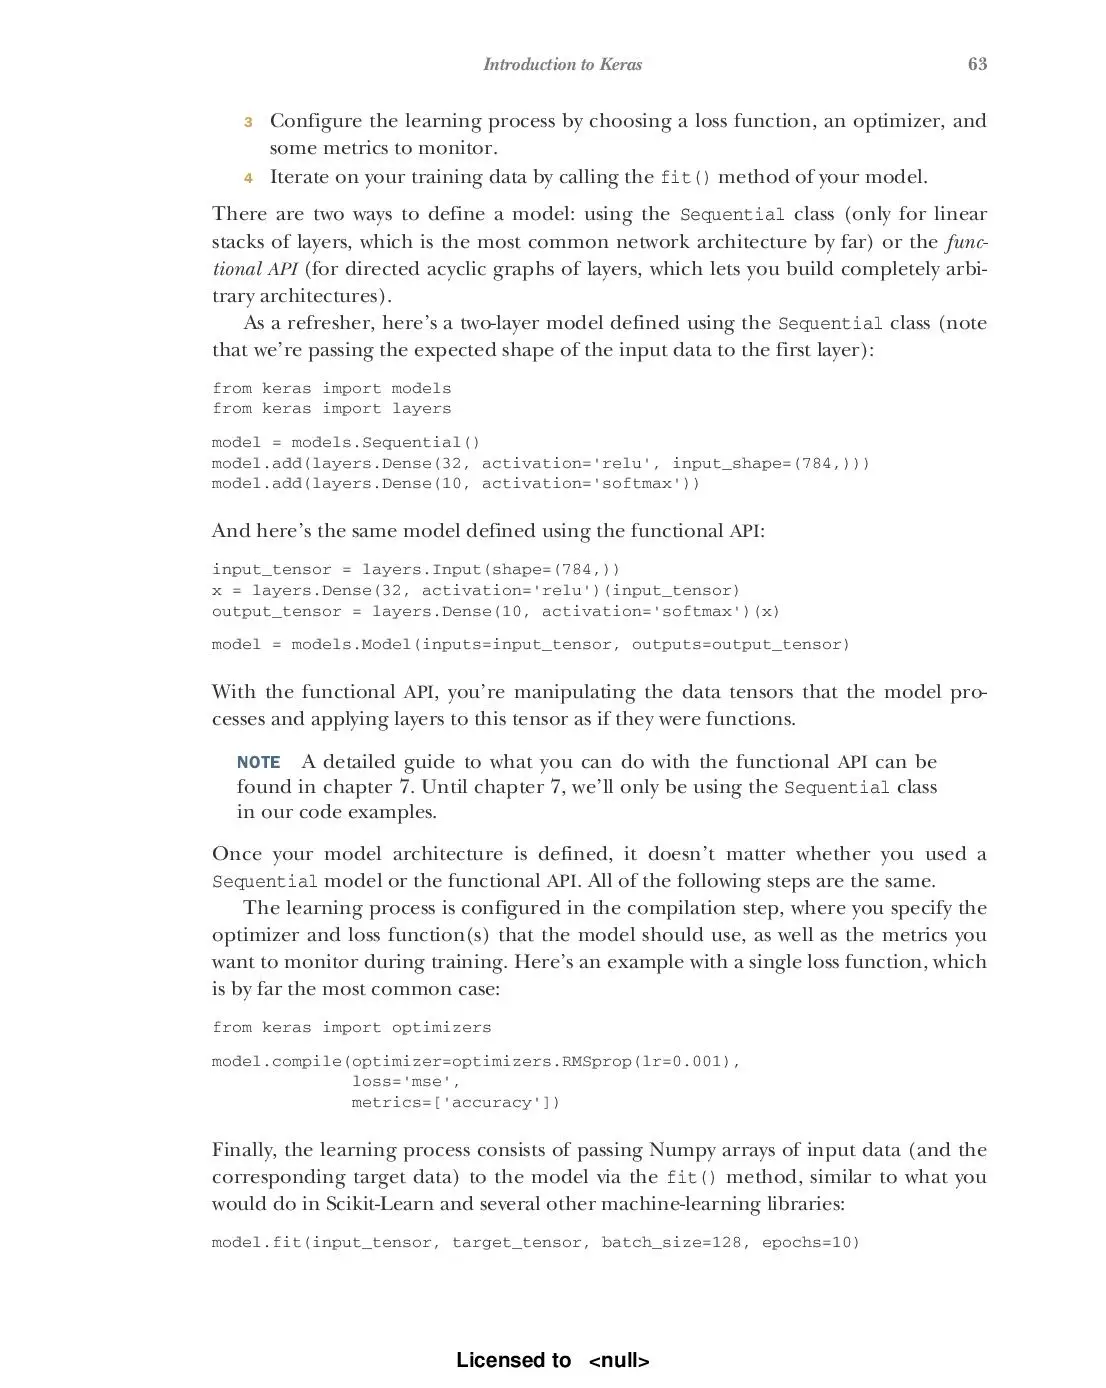 Introduction to Keras 63
3 Configure the learning process by choosing a loss function, an optimizer, and
some metrics to monitor.
4 Iterate on your training data by calling the fit() method of your model.
There are two ways to define a model: using the Sequential class (only for linear
stacks of layers, which is the most common network architecture by far) or the func-
tional API (for directed acyclic graphs of layers, which lets you build completely arbi-
trary architectures).
As a refresher, here's a two-layer model defined using the Sequential class (note
that we're passing the expected shape of the input data to the first layer):
from keras import models
from keras import layers
model = models.Sequential()
model.add(layers.Dense(32, activation='relu', input_shape=(784,)))
model.add(layers.Dense(10, activation='softmax'))
And here's the same model defined using the functional API:
input_tensor = layers.Input(shape=(784,))
x = layers.Dense(32, activation='relu')(input_tensor)
output_tensor = layers.Dense(10, activation='softmax')(x)
model = models.Model(inputs=input_tensor, outputs=output_tensor)
With the functional API, you're manipulating the data tensors that the model pro-
cesses and applying layers to this tensor as if they were functions.
NOTE A detailed guide to what you can do with the functional API can be
found in chapter 7. Until chapter 7, we'll only be using the Sequential class
in our code examples.
Once your model architecture is defined, it doesn't matter whether you used a
Sequential model or the functional API. All of the following steps are the same.
The learning process is configured in the compilation step, where you specify the
optimizer and loss function(s) that the model should use, as well as the metrics you
want to monitor during training. Here's an example with a single loss function, which
is by far the most common case:
from keras import optimizers
model.compile(optimizer=optimizers.RMSprop(lr=0.001),
loss='mse',
metrics=['accuracy'])
Finally, the learning process consists of passing Numpy arrays of input data (and the
corresponding target data) to the model via the fit() method, similar to what you
would do in Scikit-Learn and several other machine-learning libraries:
model.fit(input_tensor, target_tensor, batch_size=128, epochs=10)
Licensed to <null>